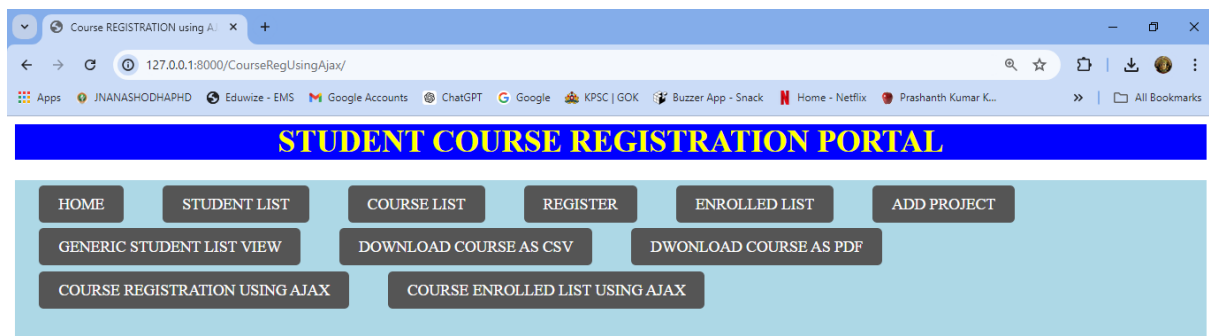 Course REGISTRATION using AJ
127.0.0.1:8000/CourseRegUsingAjax/
Apps JNANASHODHAPHD Eduwize - EMS Google Accounts ChatGPT Google KPSC | GOK Buzzer App - Snack Home - Netflix Prashanth Kumar K... » All Bookmarks
STUDENT COURSE REGISTRATION PORTAL
HOME STUDENT LIST COURSE LIST REGISTER ENROLLED LIST ADD PROJECT
GENERIC STUDENT LIST VIEW DOWNLOAD COURSE AS CSV DWONLOAD COURSE AS PDF
COURSE REGISTRATION USING AJAX COURSE ENROLLED LIST USING AJAX